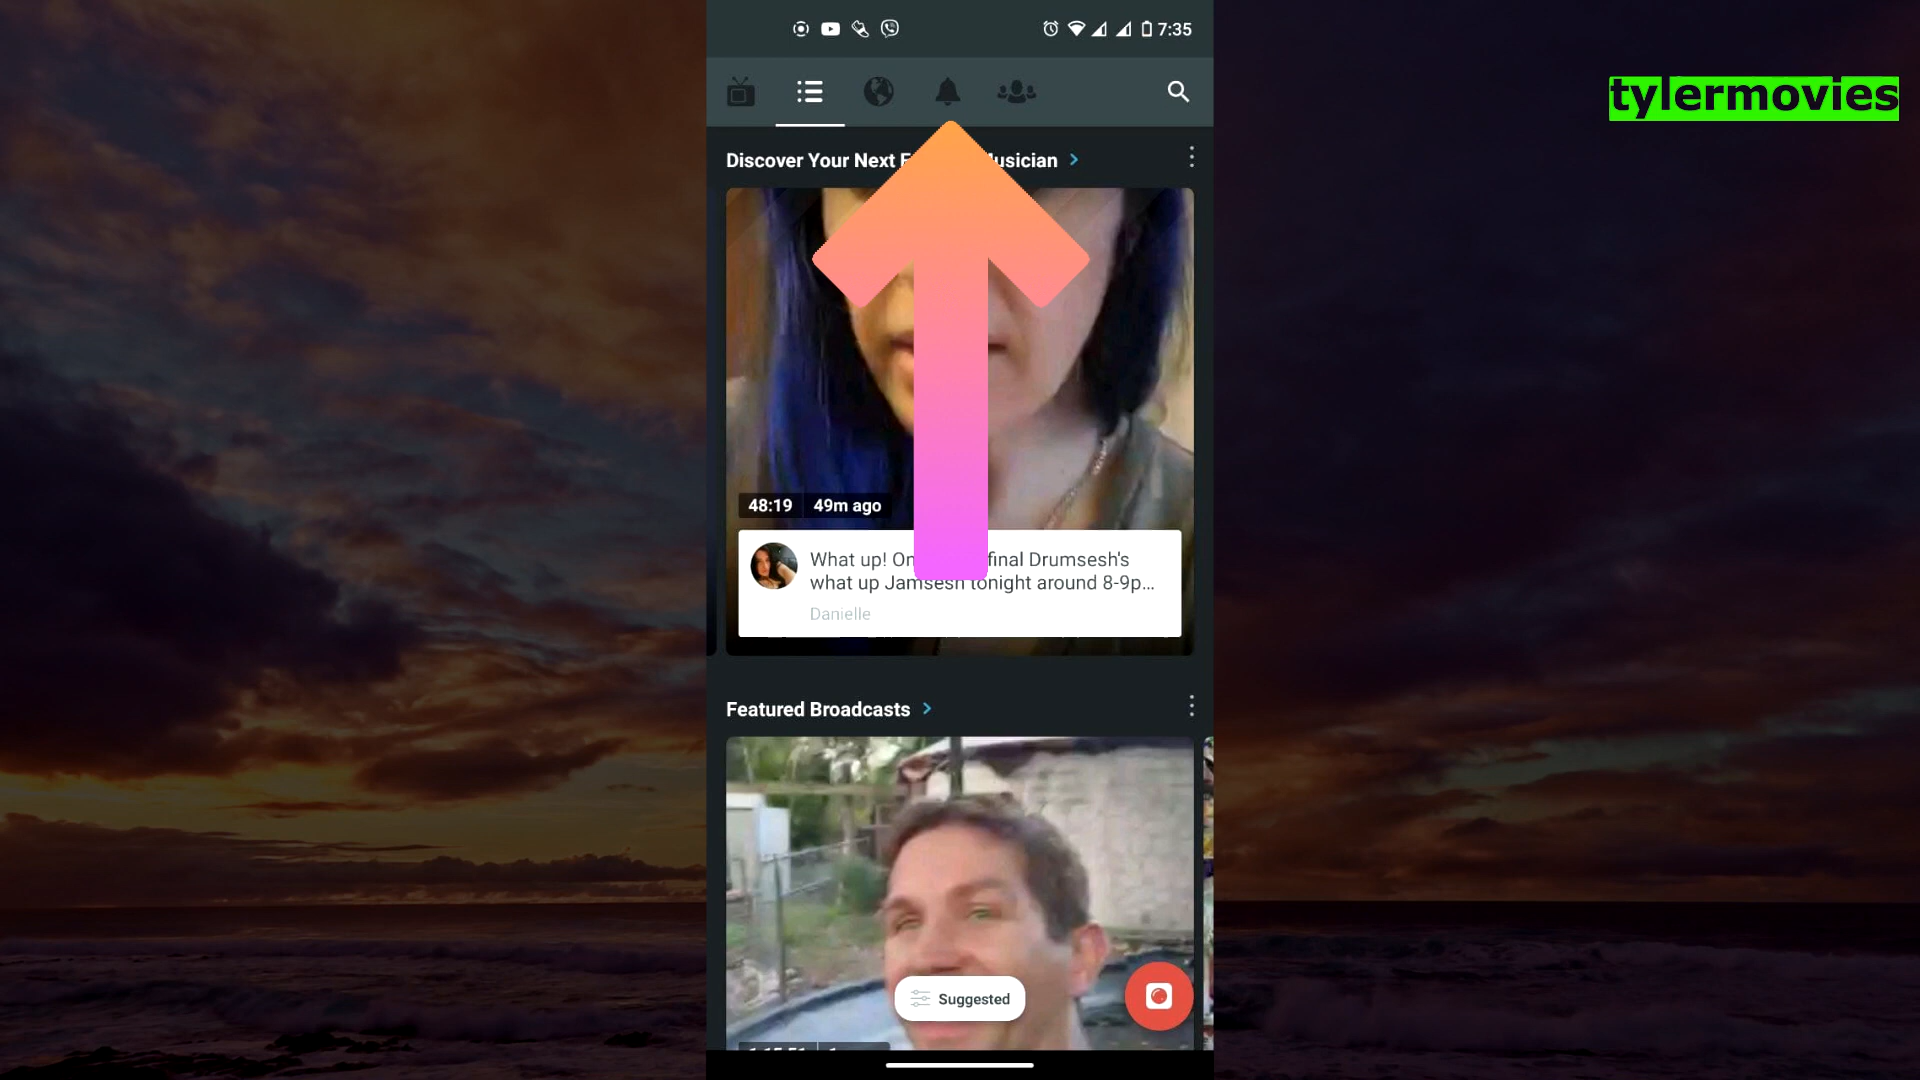 7:35
tylermovies
Discover Your Next F usician
48:19 49m ago
What up! On final Drumsesh's
what up Jamsesh tonight around 8-9p...
Danielle
Featured Broadcasts
Suggested